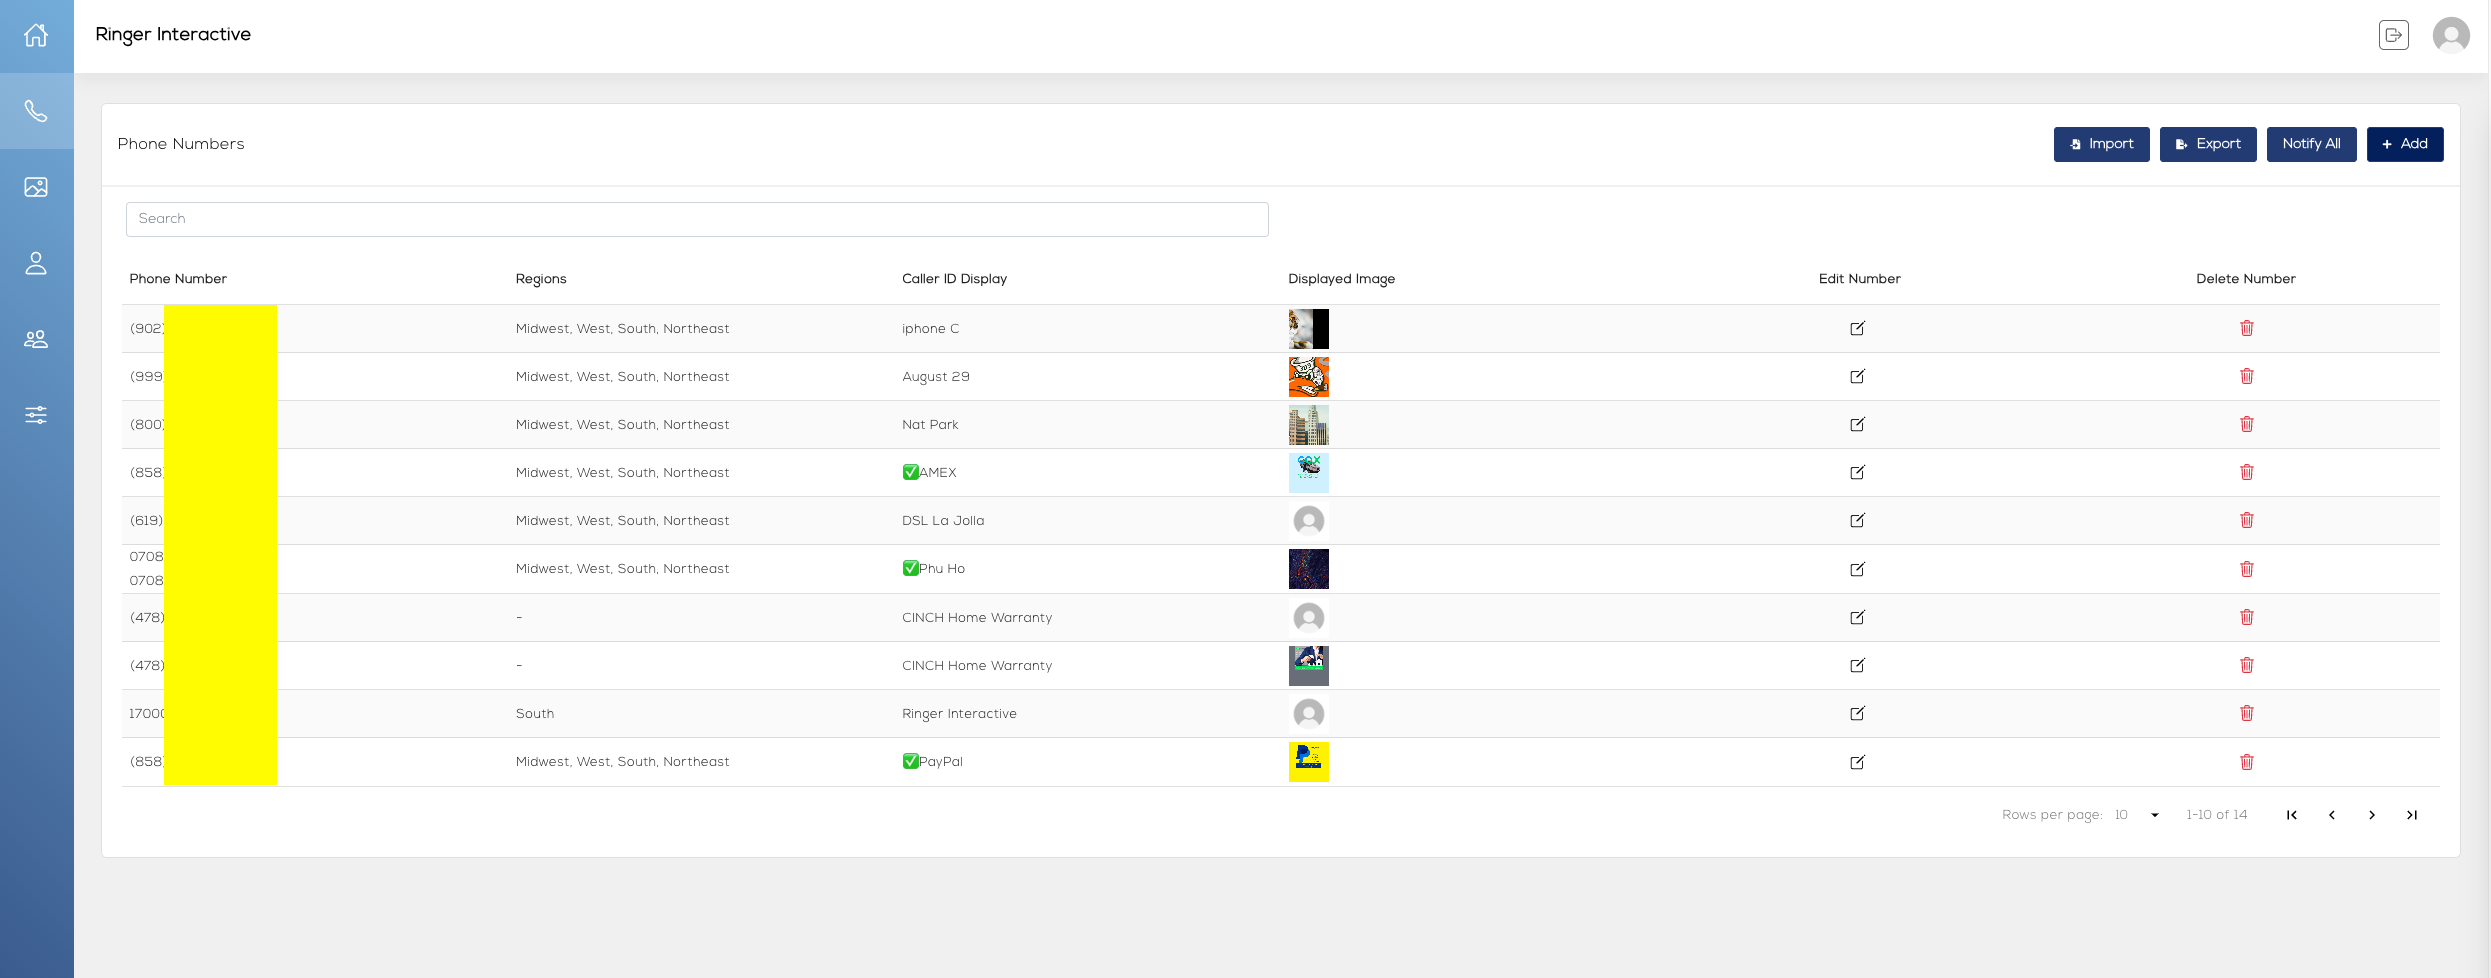 Ringer Interactive
Phone Numbers
Import
Export
Notify All
+ Add
Search
Phone Number Regions Caller ID Display Displayed Image Edit Number Delete Number
(902) Midwest, West, South, Northeast iphone C
(999) Midwest, West, South, Northeast August 29
(800) Midwest, West, South, Northeast Nat Park
(858) Midwest, West, South, Northeast ✅AMEX
COX
(619) Midwest, West, South, Northeast DSL La Jolla
0708
0708
Midwest, West, South, Northeast ✅Phu Ho
(478) - CINCH Home Warranty
(478) - CINCH Home Warranty
1700 South Ringer Interactive
(858) Midwest, West, South, Northeast ✅PayPal
Rows per page: 10 1-10 of 14